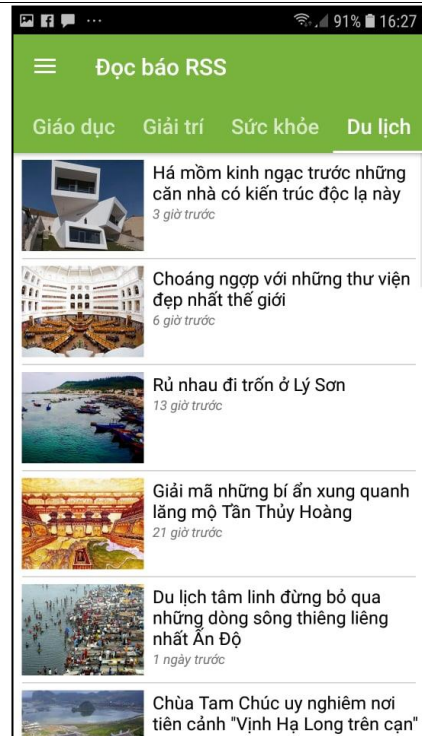 91% 16:27
Đọc báo RSS
Giáo dục Giải trí Sức khỏe Du lịch
Há mồm kinh ngạc trước những
căn nhà có kiến trúc độc lạ này
3 giờ trước
Choáng ngợp với những thư viện
đẹp nhất thế giới
6 giờ trước
Rủ nhau đi trốn ở Lý Sơn
13 giờ trước
Giải mã những bí ẩn xung quanh
lăng mộ Tần Thủy Hoàng
21 giờ trước
Du lịch tâm linh đừng bỏ qua
những dòng sông thiêng liêng
nhất Ấn Độ
1 ngày trước
Chùa Tam Chúc uy nghiêm nơi
tiên cảnh "Vịnh Hạ Long trên cạn"